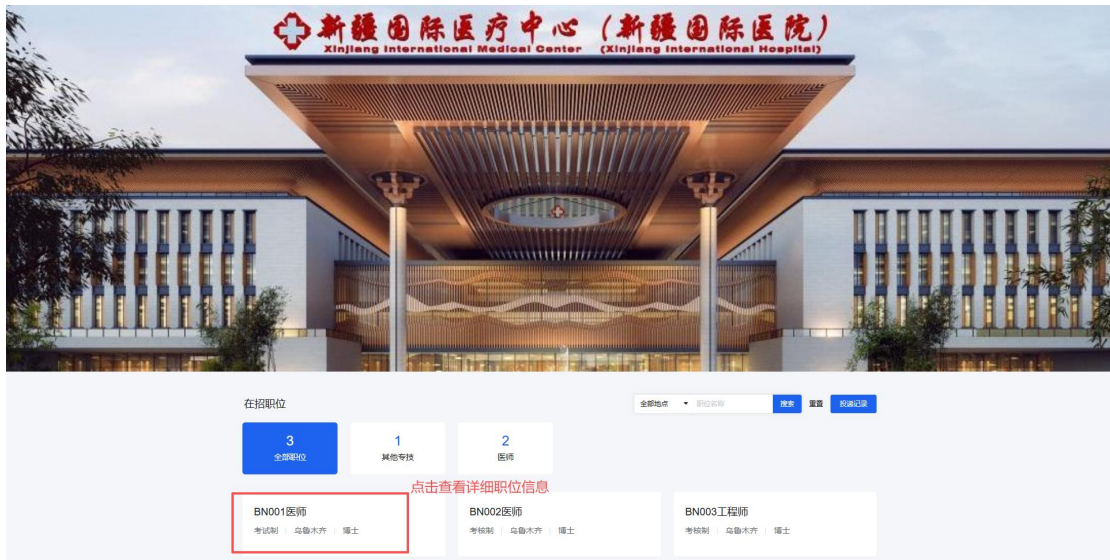 新疆国际医疗中心（新疆国际医院）
Xinjiang International Medical Center (Xinjiang International Hospital)
在招职位
全部地点 职位名称 搜索 重置 投递记录
3 1 2
全部职位 其他专技 医师
点击查看详细职位信息
BN001医师 BN002医师 BN003工程师
考试制 乌鲁木齐 博士 考核制 乌鲁木齐 博士 考核制 乌鲁木齐 博士